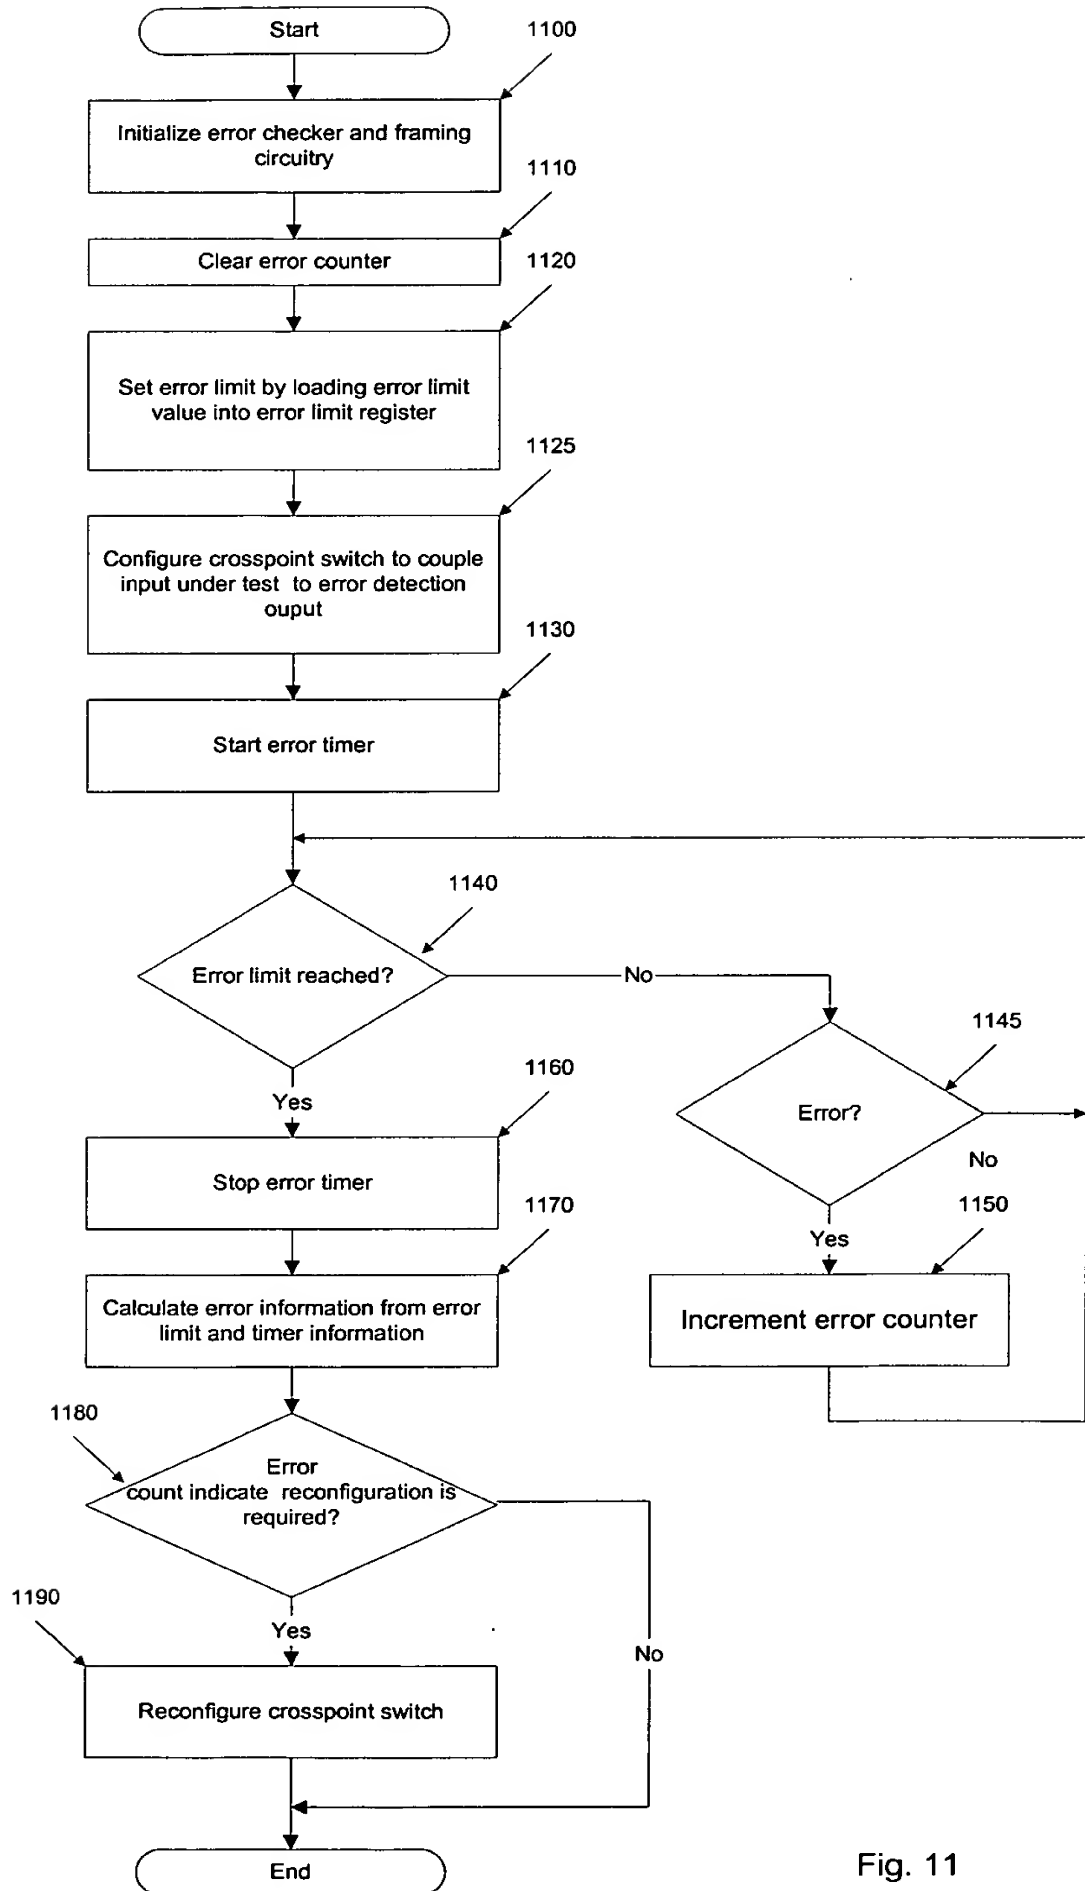 Start
1100
Initialize error checker and framing
circuitry
1110
Clear error counter
1120
Set error limit by loading error limit
value into error limit register
1125
Configure crosspoint switch to couple
input under test to error detection
ouput
1130
Start error timer
1140
Error limit reached?
No
1145
Error?
No
Yes
1160
Stop error timer
1170
Yes
1150
Increment error counter
Calculate error information from error
limit and timer information
1180
Error
count indicate reconfiguration is
required?
1190
Yes
No
Reconfigure crosspoint switch
End
Fig. 11